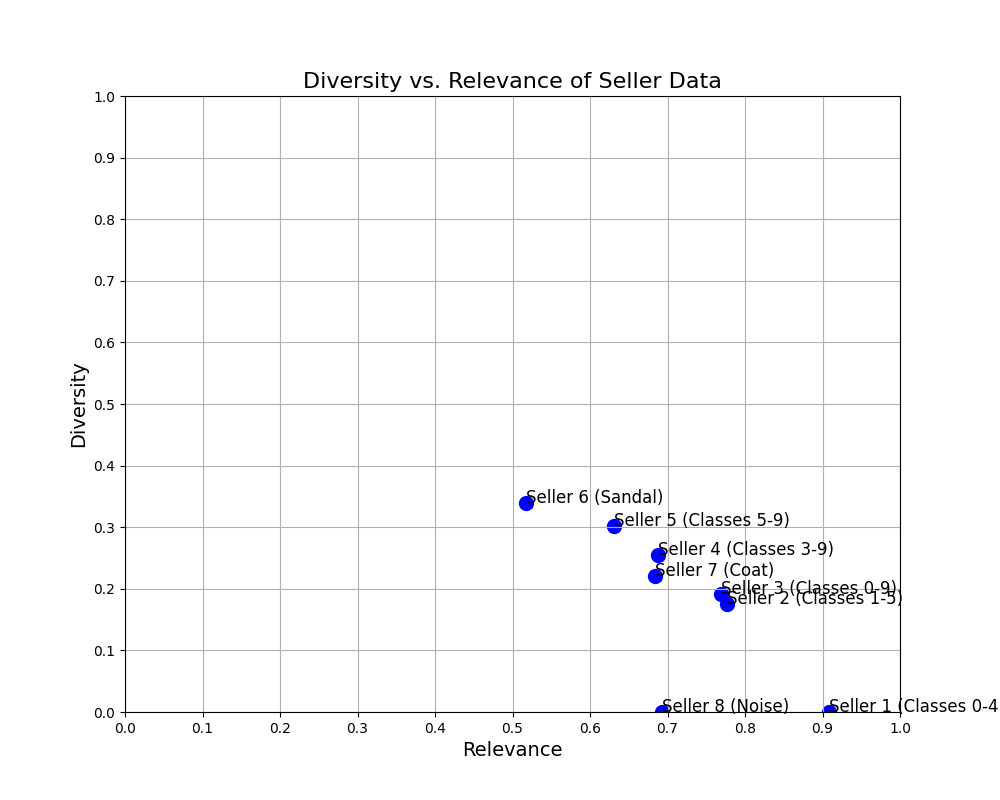 Diversity vs. Relevance of Seller Data
1.0
0.9
0.8
0.7
0.6
0.5
0.4
0.3
0.2
0.1
0.0
Diversity
Seller 6 (Sandal)
Seller 5 (Classes 5-9)
Seller 4 (Classes 3-9)
Seller 7 (Coat)
Seller 3 (Classes 0-9)
Seller 2 (Classes 1-5)
Seller 8 (Noise)
Seller 1 (Classes 0-4
0.0 0.1 0.2 0.3 0.4 0.5 0.6 0.7 0.8 0.9 1.0
Relevance